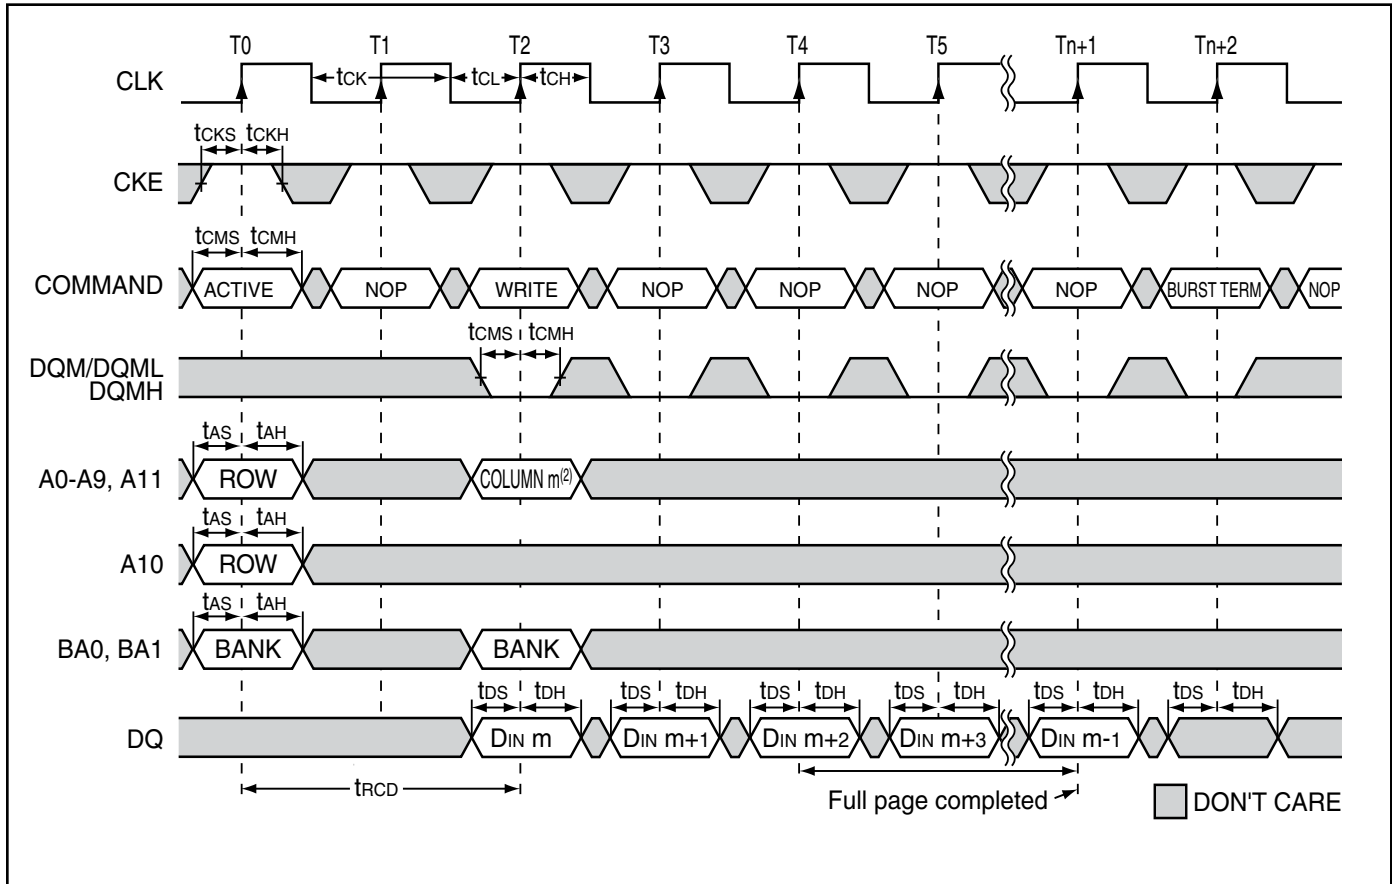 T0 T1 T2 T3 T4 T5 Tn+1 Tn+2
CLK tCK tCL tCH
tCKS tCKH
CKE
tCMS tCMH
COMMAND ACTIVE NOP WRITE NOP NOP NOP NOP BURST TERM NOP
tCMS tCMH
DQM/DQML
DQMH
tAS tAH
A0-A9, A11 ROW COLUMN m(2)
tAS tAH
A10 ROW
tAS tAH
BA0, BA1 BANK BANK
tDS tDH tDS tDH tDS tDH tDS tDH tDS tDH tDS tDH
DQ DIN m DIN m+1 DIN m+2 DIN m+3 DIN m-1
tRCD
Full page completed DON'T CARE